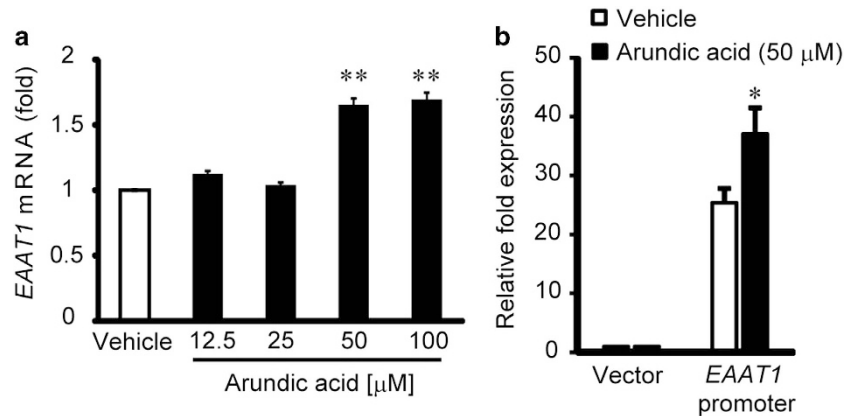 a
EAAT1 mRNA (fold)
2
1.5
1
0.5
0
** **
Vehicle 12.5 25 50 100
Arundic acid [µM]
b
Vehicle
Arundic acid (50 µM)
Relative fold expression
50
40
30
20
10
0
*
Vector EAAT1
promoter